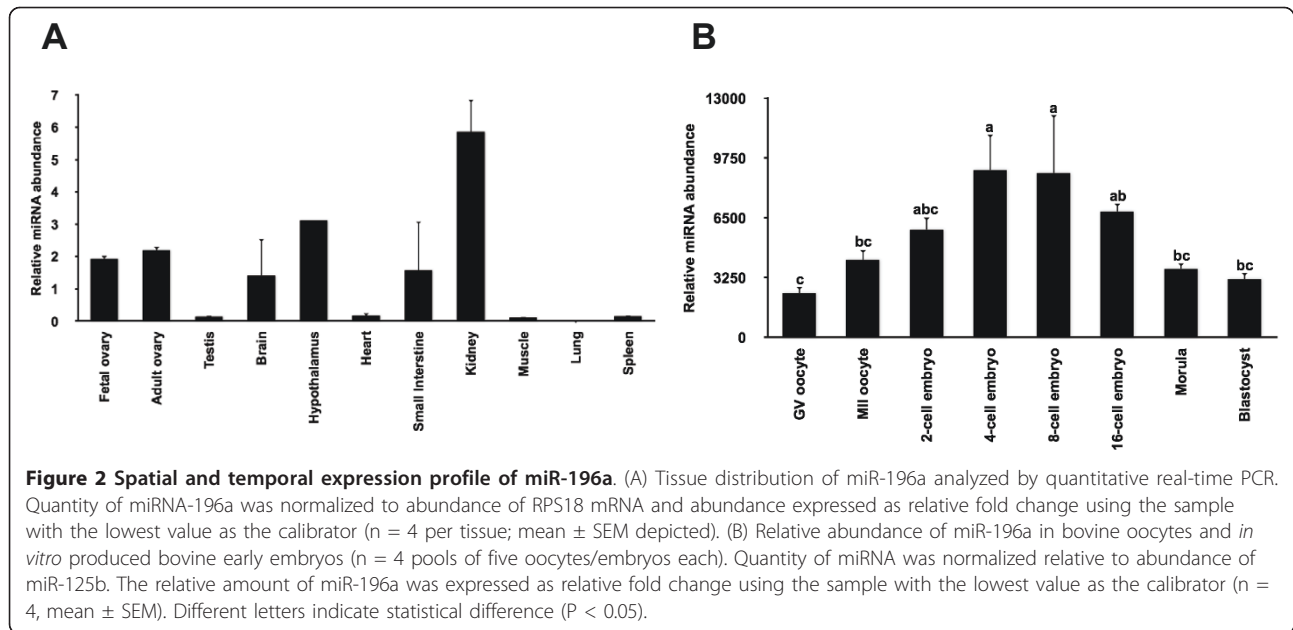 A
Relative miRNA abundance
7
6
5
4
3
2
1
0
Fetal ovary
Adult ovary
Testis
Brain
Hypothalamus
Heart
Small Interstine
Kidney
Muscle
Lung
Spleen
B
Relative miRNA abundance
13000
9750
6500
3250
0
c
bc
abc
a
a
ab
bc
bc
GV oocyte
MII oocyte
2-cell embryo
4-cell embryo
8-cell embryo
16-cell embryo
Morula
Blastocyst
Figure 2 Spatial and temporal expression profile of miR-196a. (A) Tissue distribution of miR-196a analyzed by quantitative real-time PCR.
Quantity of miRNA-196a was normalized to abundance of RPS18 mRNA and abundance expressed as relative fold change using the sample
with the lowest value as the calibrator (n = 4 per tissue; mean ± SEM depicted). (B) Relative abundance of miR-196a in bovine oocytes and in
vitro produced bovine early embryos (n = 4 pools of five oocytes/embryos each). Quantity of miRNA was normalized relative to abundance of
miR-125b. The relative amount of miR-196a was expressed as relative fold change using the sample with the lowest value as the calibrator (n =
4, mean ± SEM). Different letters indicate statistical difference (P < 0.05).